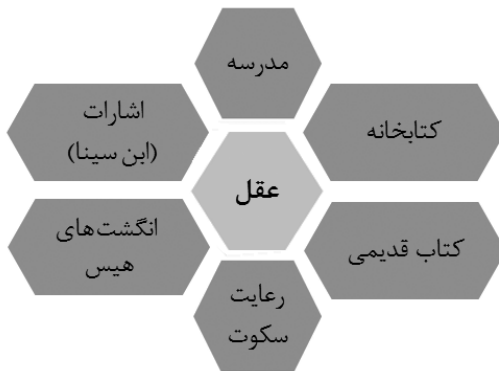 مدرسه
کتابخانه
اشارات
(ابن سینا)
عقل
کتاب قدیمی
انگشت‌های
هیس
رعایت
سکوت